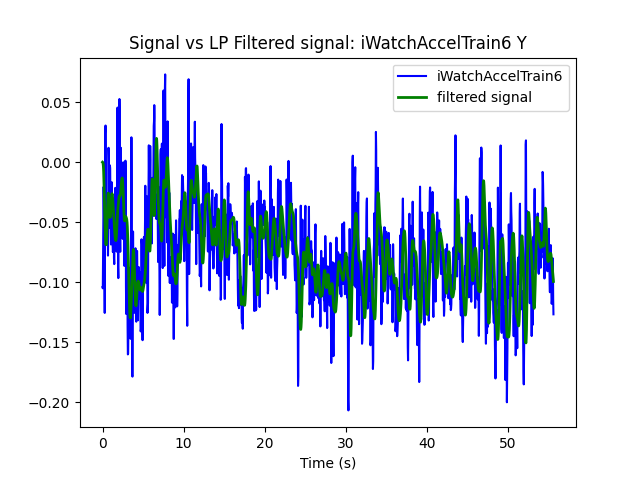 Signal vs LP Filtered signal: iWatchAccelTrain6 Y
iWatchAccelTrain6
filtered signal
0.05
0.00
−0.05
−0.10
−0.15
−0.20
0 10 20 30 40 50
Time (s)